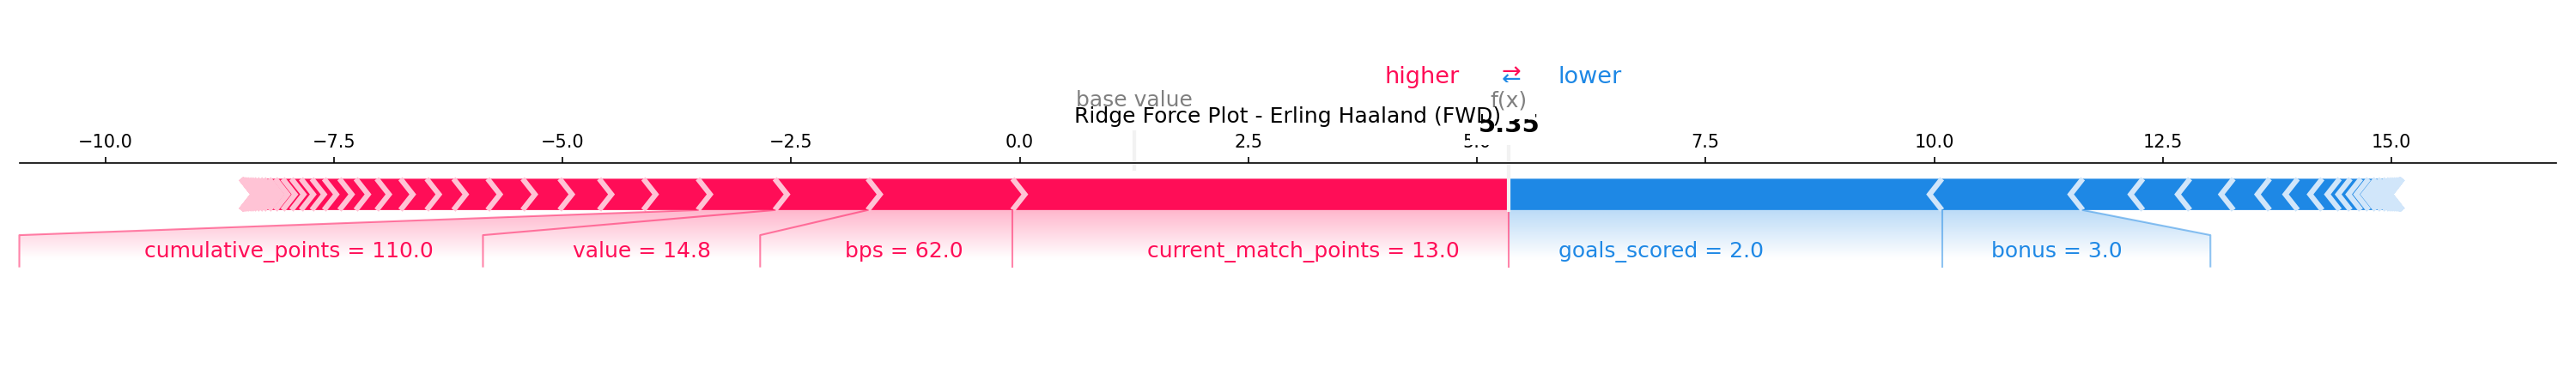 higher ⇄ lower
base value f(x)
Ridge Force Plot - Erling Haaland (FWD)
5.35
−10.0 −7.5 −5.0 −2.5 0.0 2.5 5.0 7.5 10.0 12.5 15.0
cumulative_points = 110.0 value = 14.8 bps = 62.0 current_match_points = 13.0 goals_scored = 2.0 bonus = 3.0